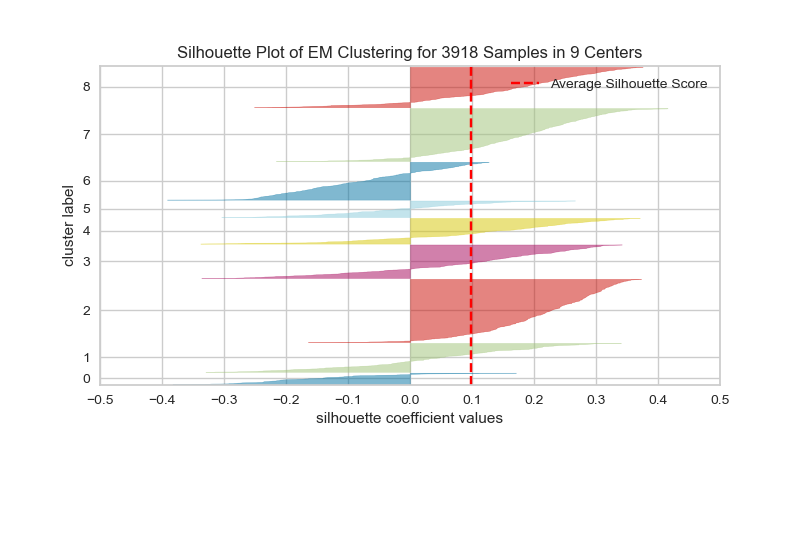 Silhouette Plot of EM Clustering for 3918 Samples in 9 Centers
Average Silhouette Score
cluster label
8
7
6
5
4
3
2
1
0
−0.5 −0.4 −0.3 −0.2 −0.1 0.0 0.1 0.2 0.3 0.4 0.5
silhouette coefficient values